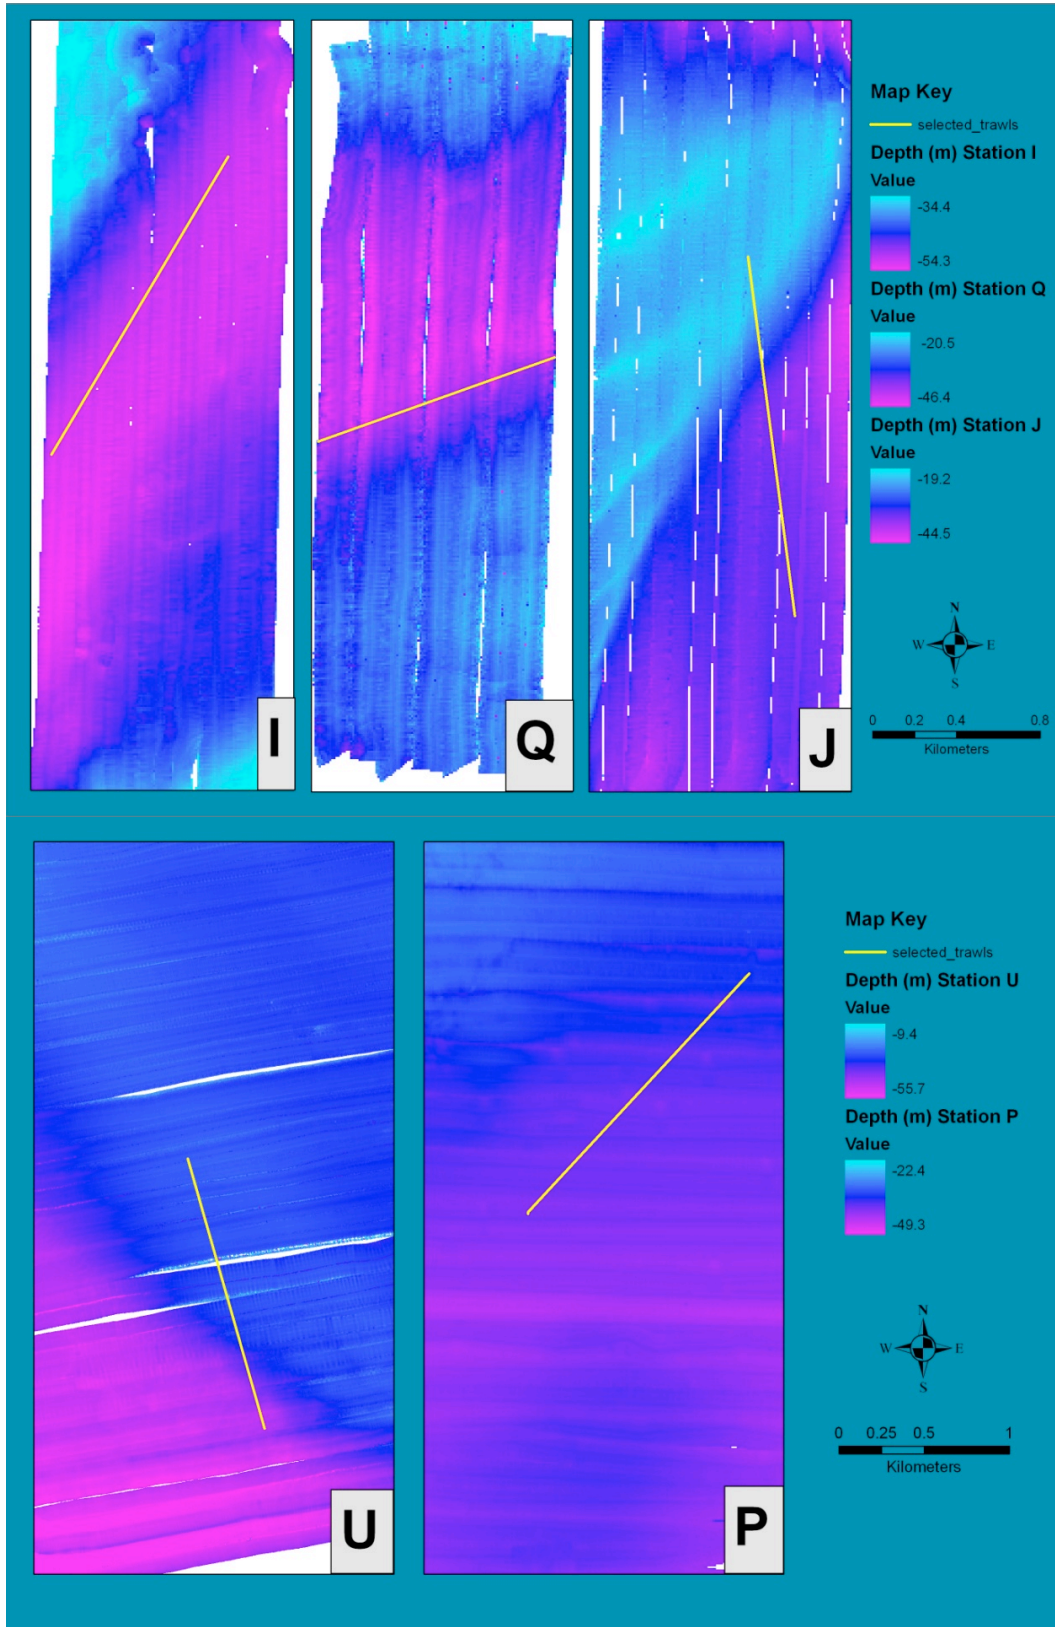 I
Q
J
Map Key
selected_trawls
Depth (m) Station I
Value
-34.4
-54.3
Depth (m) Station Q
Value
-20.5
-46.4
Depth (m) Station J
Value
-19.2
-44.5
N
W E
S
0 0.2 0.4 0.8
Kilometers
U
P
Map Key
selected_trawls
Depth (m) Station U
Value
-9.4
-55.7
Depth (m) Station P
Value
-22.4
-49.3
N
W E
S
0 0.25 0.5 1
Kilometers